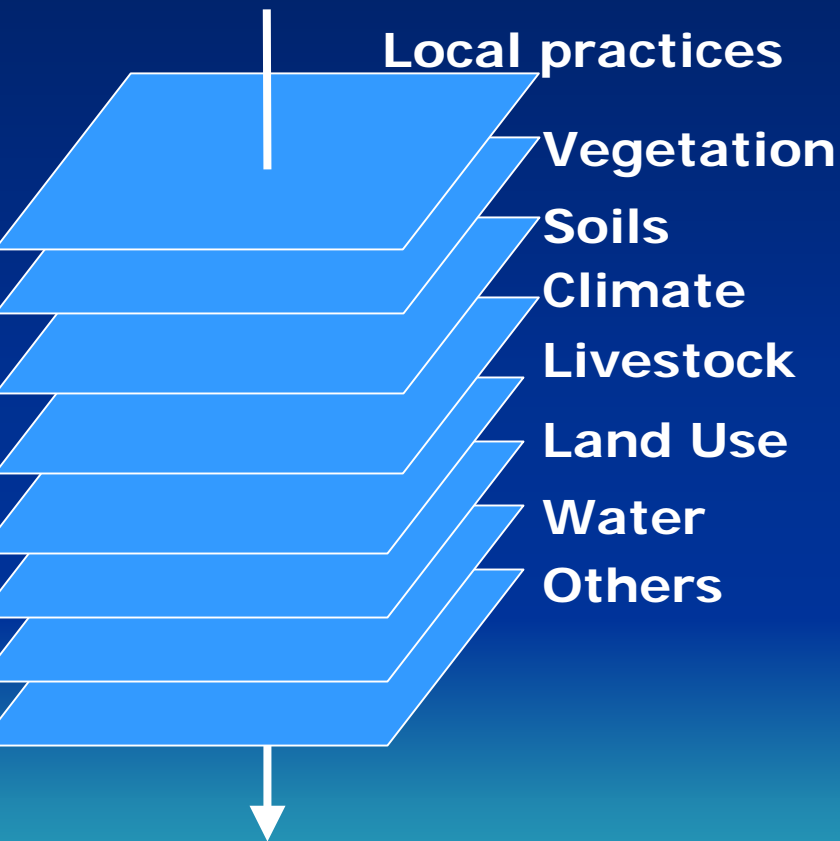 Local practices
Vegetation
Soils
Climate
Livestock
Land Use
Water
Others